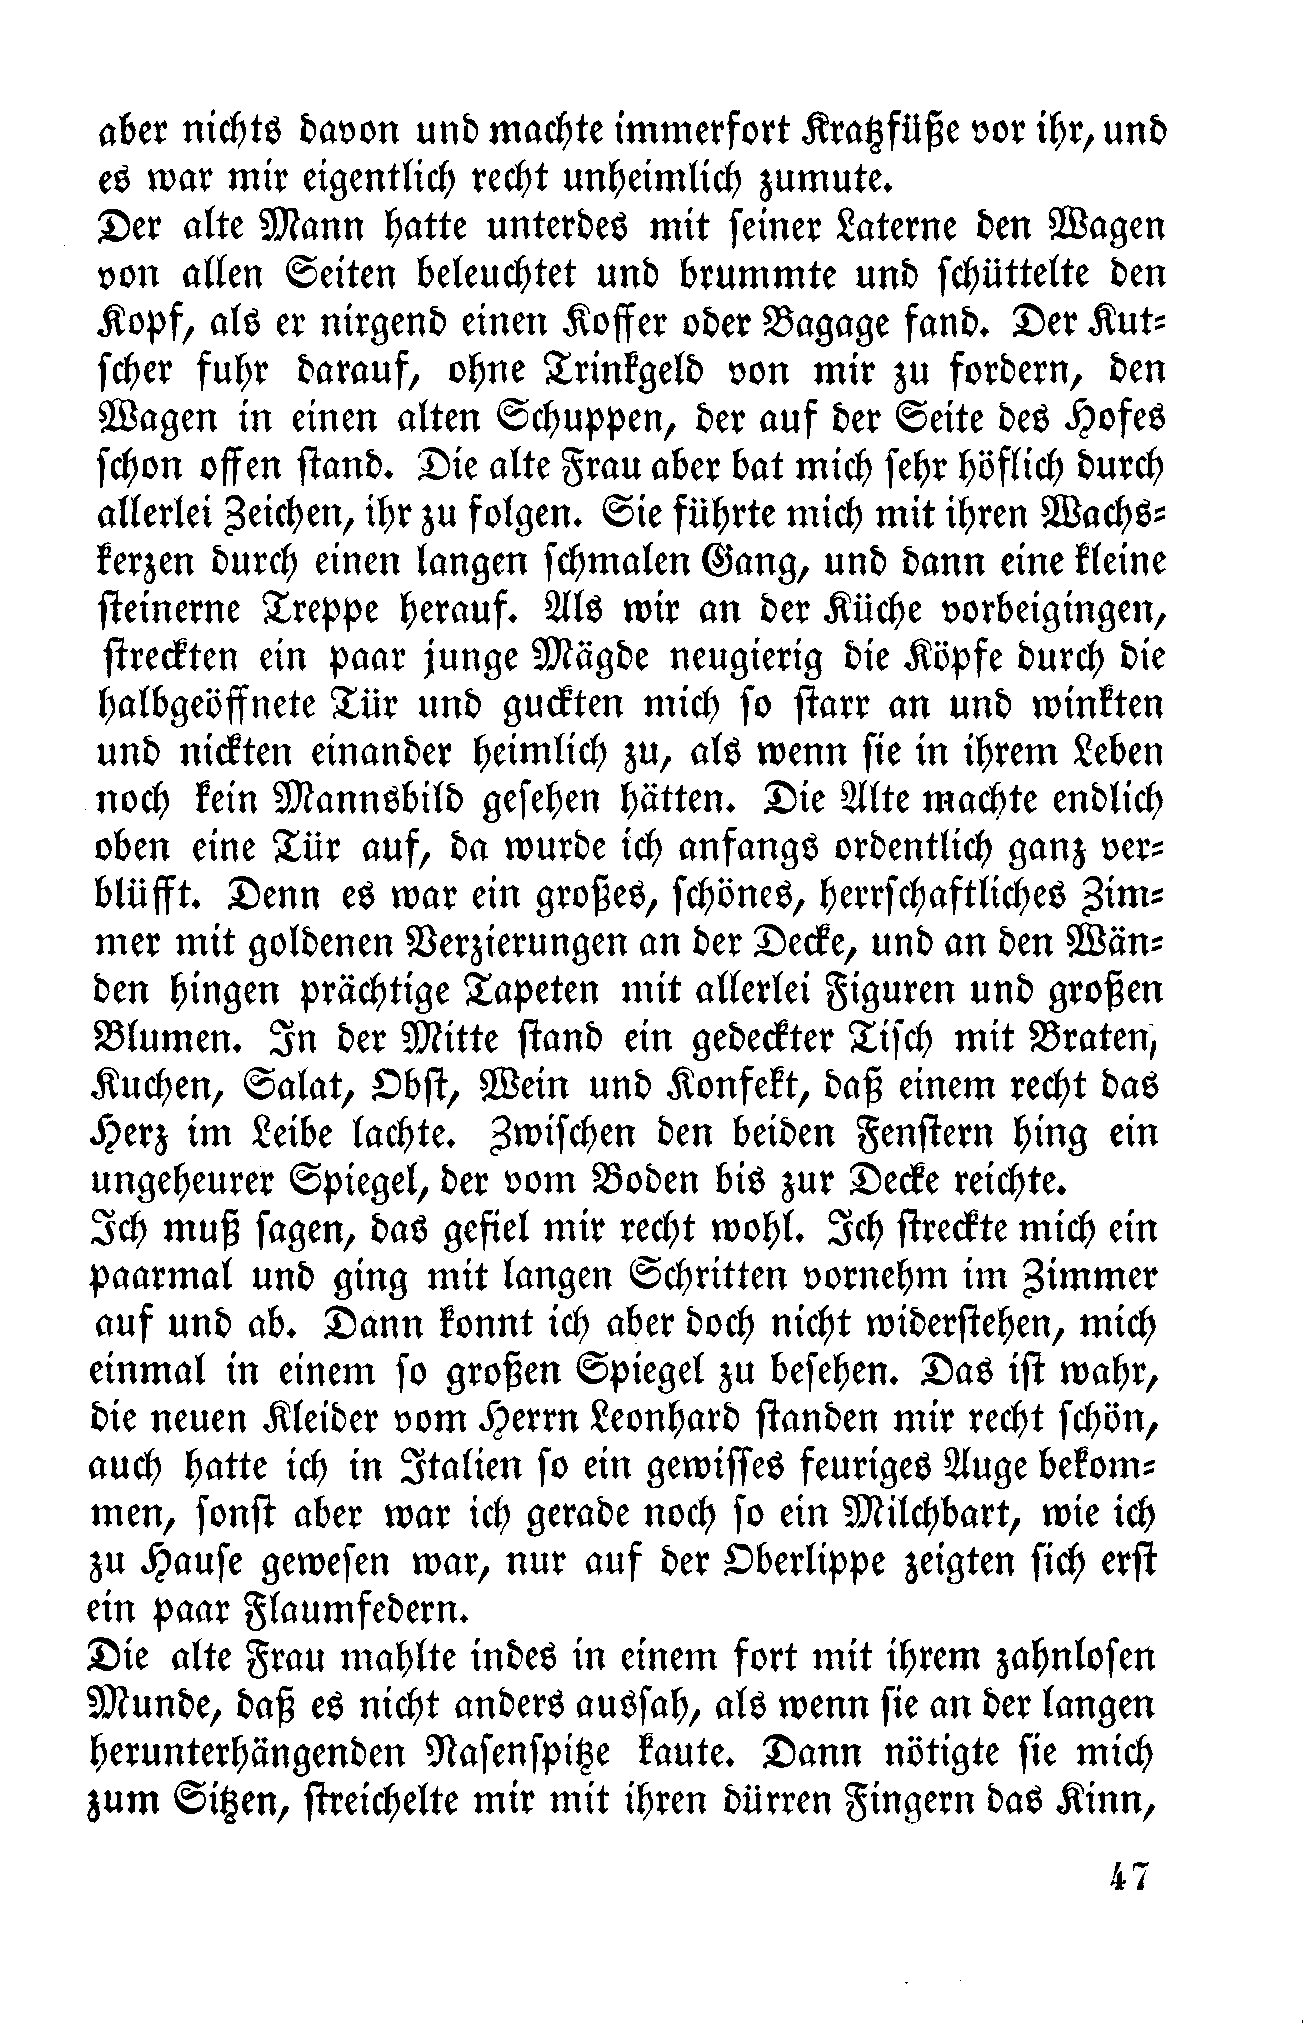 aber nichts davon und machte immerfort Kratzfüße vor ihr, und
es war mir eigentlich recht unheimlich zumute.
Der alte Mann hatte unterdes mit seiner Laterne den Wagen
von allen Seiten beleuchtet und brummte und schüttelte den
Kopf, als er nirgend einen Koffer oder Bagage fand. Der Kut-
scher fuhr darauf, ohne Trinkgeld von mir zu fordern, den
Wagen in einen alten Schuppen, der auf der Seite des Hofes
schon offen stand. Die alte Frau aber bat mich sehr höflich durch
allerlei Zeichen, ihr zu folgen. Sie führte mich mit ihren Wachs-
kerzen durch einen langen schmalen Gang, und dann eine kleine
steinerne Treppe herauf. Als wir an der Küche vorbeigingen,
streckten ein paar junge Mägde neugierig die Köpfe durch die
halbgeöffnete Tür und guckten mich so starr an und winkten
und nickten einander heimlich zu, als wenn sie in ihrem Leben
noch kein Mannsbild gesehen hätten. Die Alte machte endlich
oben eine Tür auf, da wurde ich anfangs ordentlich ganz ver-
blüfft. Denn es war ein großes, schönes, herrschaftliches Zim-
mer mit goldenen Verzierungen an der Decke, und an den Wän-
den hingen prächtige Tapeten mit allerlei Figuren und großen
Blumen. In der Mitte stand ein gedeckter Tisch mit Braten,
Kuchen, Salat, Obst, Wein und Konfekt, daß einem recht das
Herz im Leibe lachte. Zwischen den beiden Fenstern hing ein
ungeheurer Spiegel, der vom Boden bis zur Decke reichte.
Ich muß sagen, das gefiel mir recht wohl. Ich streckte mich ein
paarmal und ging mit langen Schritten vornehm im Zimmer
auf und ab. Dann konnt ich aber doch nicht widerstehen, mich
einmal in einem so großen Spiegel zu besehen. Das ist wahr,
die neuen Kleider vom Herrn Leonhard standen mir recht schön,
auch hatte ich in Italien so ein gewisses feuriges Auge bekom-
men, sonst aber war ich gerade noch so ein Milchbart, wie ich
zu Hause gewesen war, nur auf der Oberlippe zeigten sich erst
ein paar Flaumfedern.
Die alte Frau mahlte indes in einem fort mit ihrem zahnlosen
Munde, daß es nicht anders aussah, als wenn sie an der langen
herunterhängenden Nasenspitze kaute. Dann nötigte sie mich
zum Sitzen, streichelte mir mit ihren dürren Fingern das Kinn,
47